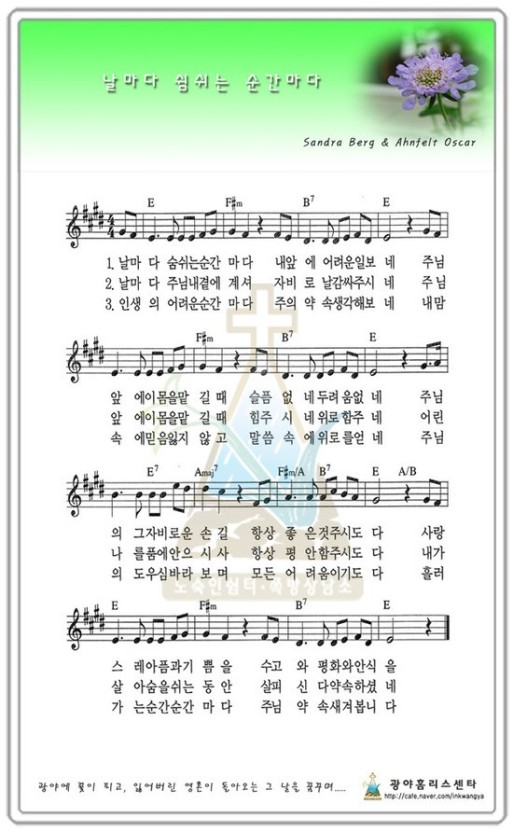 날마다 쉼쉬는 순간마다
Sandra Berg & Ahnfelt Oscar
E F#m B7 E
1. 날마 다 숨쉬는순간 마다 내앞 에 어려운일보 네 주님
2. 날마 다 주님내곁에 계셔 자비 로 날감싸주시 네 주님
3. 인생 의 어려운순간 마다 주의 약 속생각해보 네 내맘
F#m B7 E
앞 에이몸을맡 길때 슬픔 없 네두려움없 네 주님
앞 에이몸을맡 길때 힘주 시 네위로함주 네 어린
속 에믿음잃지 않고 말씀 속 에위로를얻 네 주님
E7 Amaj7 F#m/A B7 E A/B
의 그자비로운 손길 항상 좋 은것주시도 다 사랑
나 를품에안으 시사 항상 평 안함주시도 다 내가
의 도우심바라 보며 모든 어 려움이기도 다 흘러
노숙인쉼터·희망상담소
E F#m B7 E
스 레아픔과기 쁨을 수고 와 평화와안식 을
살 아숨을쉬는 동안 살피 신 다약속하셨 네
가 는순간순간 마다 주님 약 속새겨봅니 다
광야에 꽃이 피고, 잃어버린 영혼이 돌아오는 그 날을 꿈꾸며.....
광야홈리스센타
http://cafe.naver.com/inkwangya